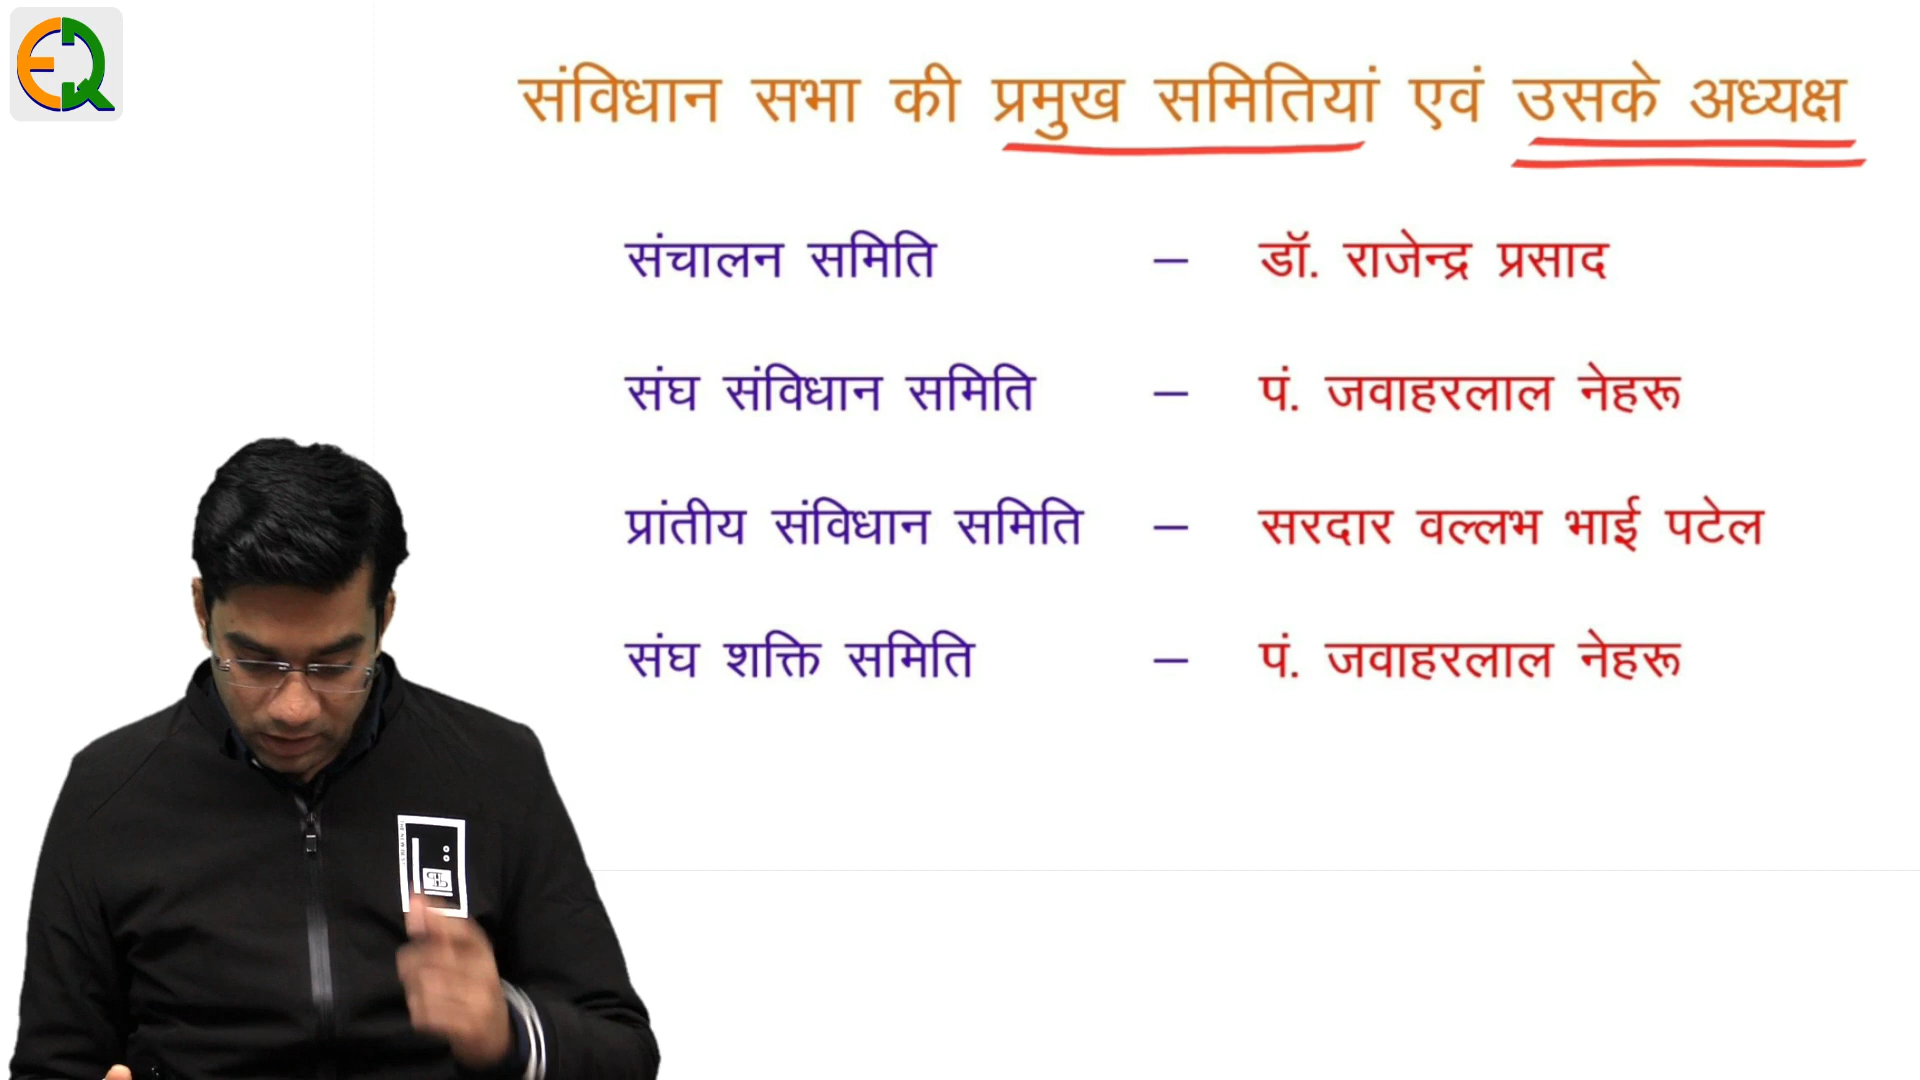 EQ
संविधान सभा की प्रमुख समितियां एवं उसके अध्यक्ष
संचालन समिति – डॉ. राजेन्द्र प्रसाद
संघ संविधान समिति – पं. जवाहरलाल नेहरू
प्रांतीय संविधान समिति – सरदार वल्लभ भाई पटेल
संघ शक्ति समिति – पं. जवाहरलाल नेहरू